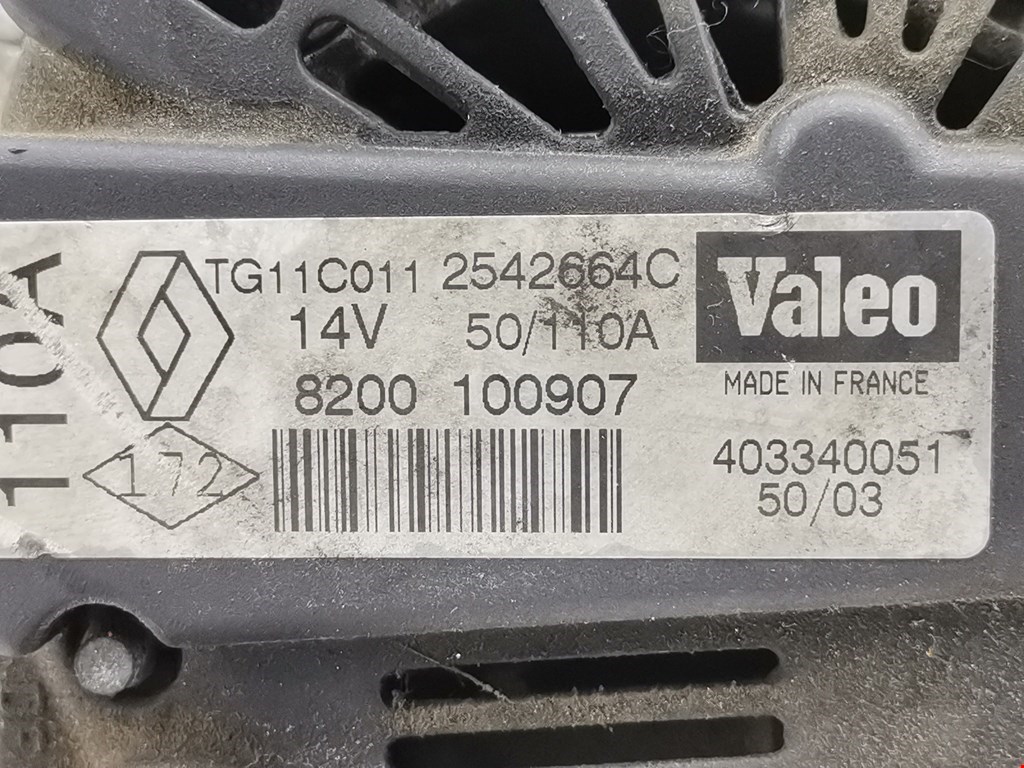 110A
TG11C011 2542664C
14V 50/110A
8200 100907
172
Valeo
MADE IN FRANCE
403340051
50/03